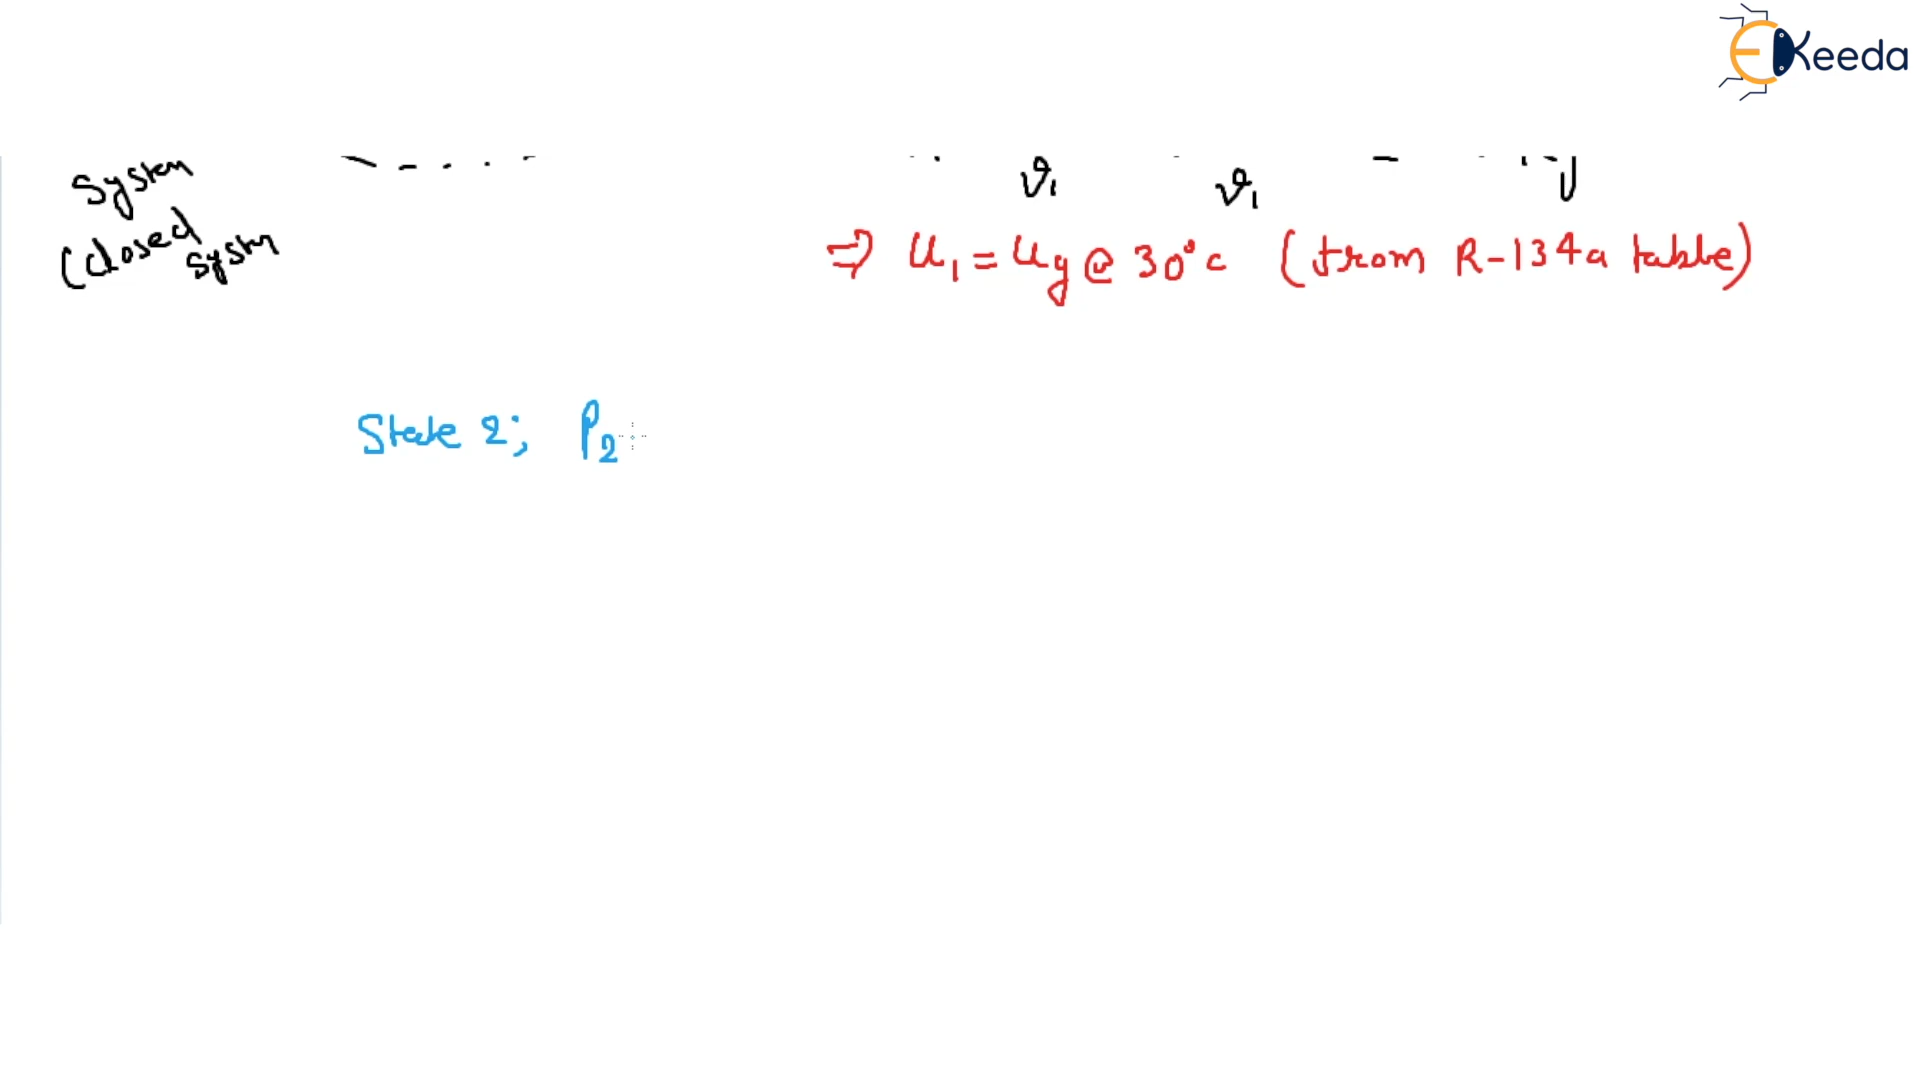 EKeeda
System
(closed
system
ϑ₁ ϑ₁
⇒ u₁ = ug @ 30°c (from R-134a table)
State 2; P₂